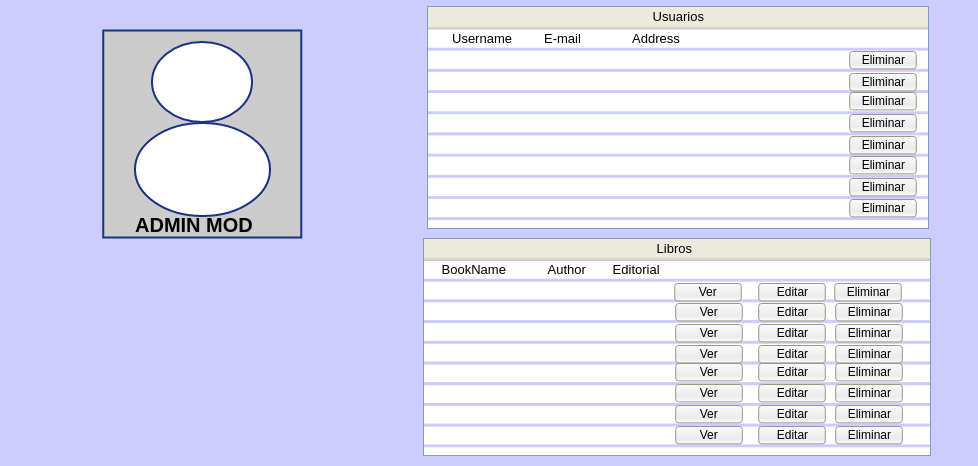 ADMIN MOD
Usuarios
Username E-mail Address
Eliminar
Eliminar
Eliminar
Eliminar
Eliminar
Eliminar
Eliminar
Eliminar
Libros
BookName Author Editorial
Ver Editar Eliminar
Ver Editar Eliminar
Ver Editar Eliminar
Ver Editar Eliminar
Ver Editar Eliminar
Ver Editar Eliminar
Ver Editar Eliminar
Ver Editar Eliminar